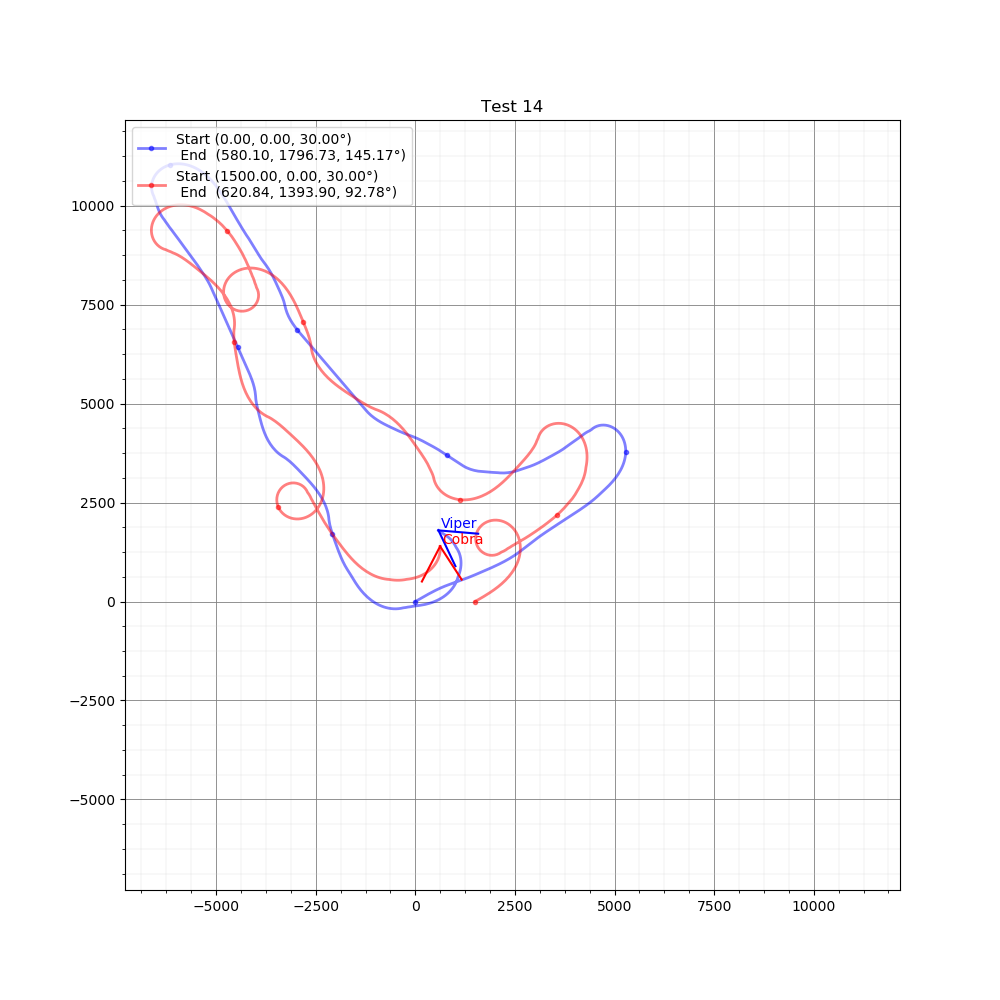 Test 14
Start (0.00, 0.00, 30.00°)
End (580.10, 1796.73, 145.17°)
Start (1500.00, 0.00, 30.00°)
End (620.84, 1393.90, 92.78°)
10000
7500
5000
2500
0
−2500
−5000
Viper
Cobra
−5000
−2500
0
2500
5000
7500
10000